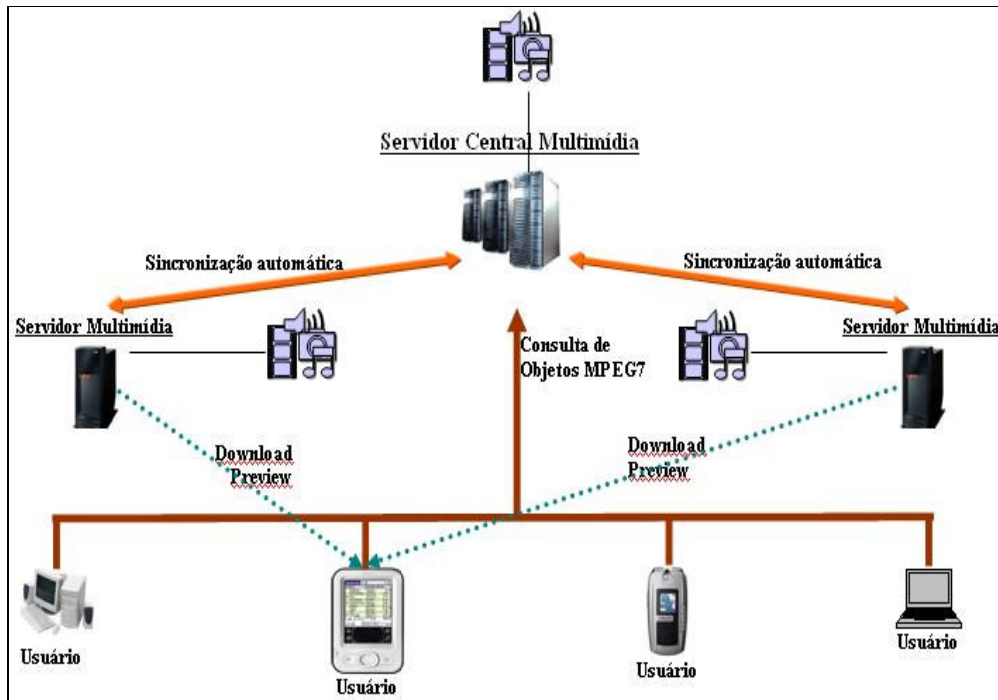 Servidor Central Multimídia
Sincronização automática
Sincronização automática
Servidor Multimídia
Servidor Multimídia
Consulta de
Objetos MPEG7
Download
Preview
Download
Preview
Usuário
Usuário
Usuário
Usuário